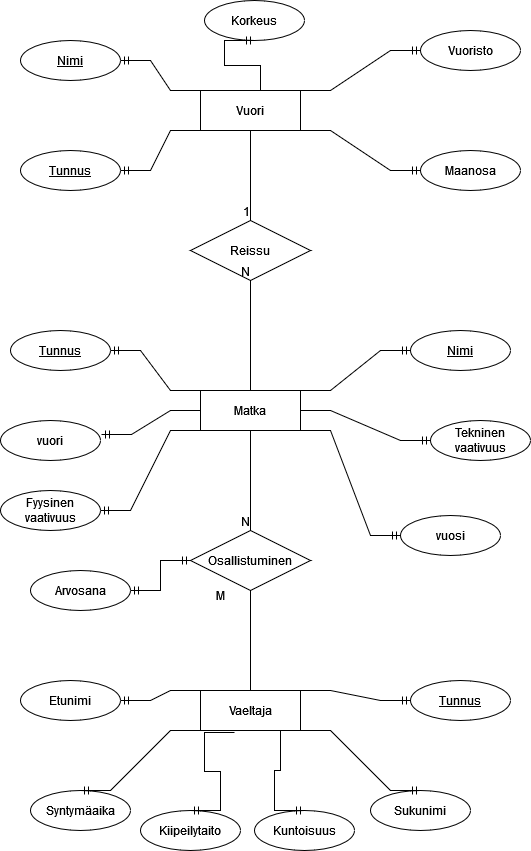 Korkeus
Nimi
Vuoristo
Vuori
Tunnus
Maanosa
1
Reissu
N
Tunnus
Nimi
Matka
vuori
Tekninen
vaativuus
Fyysinen
vaativuus
vuosi
N
Osallistuminen
Arvosana
M
Etunimi
Vaeltaja
Tunnus
Syntymäaika
Kiipeilytaito
Kuntoisuus
Sukunimi